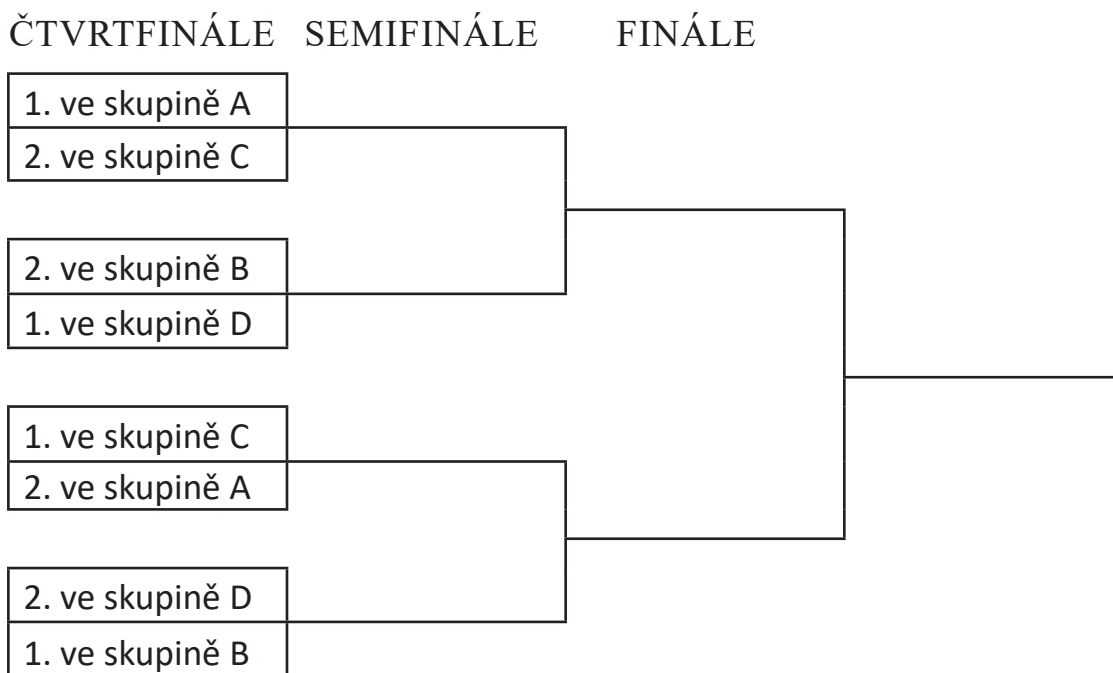 ČTVRTFINÁLE SEMIFINÁLE FINÁLE
1. ve skupině A
2. ve skupině C
2. ve skupině B
1. ve skupině D
1. ve skupině C
2. ve skupině A
2. ve skupině D
1. ve skupině B